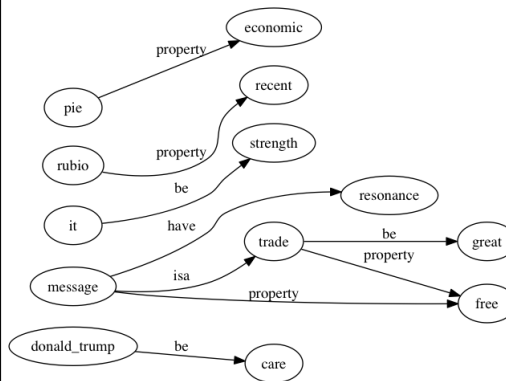 economic
property
pie
recent
rubio
property
strength
be
it
resonance
have
trade
be
great
property
isa
message
property
free
donald_trump
be
care